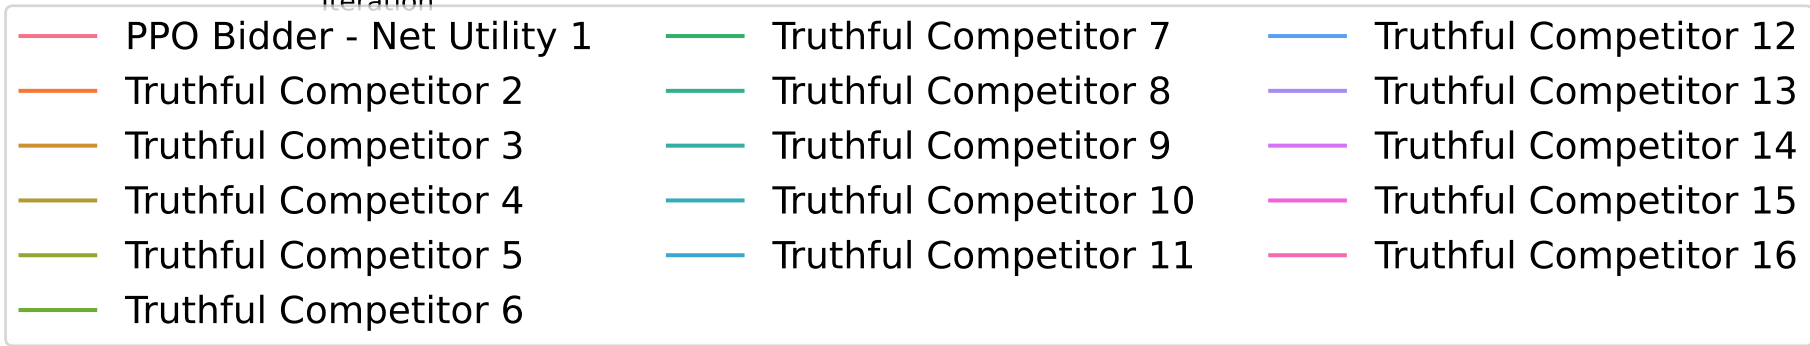 Iteration
PPO Bidder - Net Utility 1
Truthful Competitor 2
Truthful Competitor 3
Truthful Competitor 4
Truthful Competitor 5
Truthful Competitor 6
Truthful Competitor 7
Truthful Competitor 8
Truthful Competitor 9
Truthful Competitor 10
Truthful Competitor 11
Truthful Competitor 12
Truthful Competitor 13
Truthful Competitor 14
Truthful Competitor 15
Truthful Competitor 16